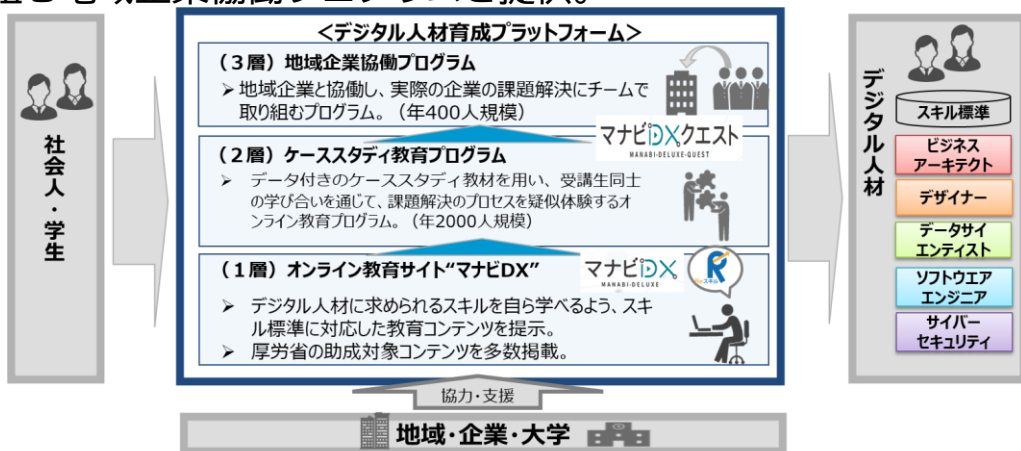 地域企業協働プログラムを提供。
<デジタル人材育成プラットフォーム>
社会人・学生
(3層)地域企業協働プログラム
➢地域企業と協働し、実際の企業の課題解決にチームで
取り組むプログラム。(年400人規模)
マナビDXクエスト
MANABI-DELUXE-QUEST
(2層)ケーススタディ教育プログラム
➢ データ付きのケーススタディ教材を用い、受講生同士
の学び合いを通じて、課題解決のプロセスを疑似体験するオ
ンライン教育プログラム。(年2000人規模)
(1層)オンライン教育サイト“マナビDX”
マナビDX
MANABI-DELUXE
➢ デジタル人材に求められるスキルを自ら学べるよう、スキ
ル標準に対応した教育コンテンツを提示。
➢ 厚労省の助成対象コンテンツを多数掲載。
デジタル人材
スキル標準
ビジネス
アーキテクト
デザイナー
データサイ
エンティスト
ソフトウエア
エンジニア
サイバー
セキュリティ
協力・支援
地域・企業・大学